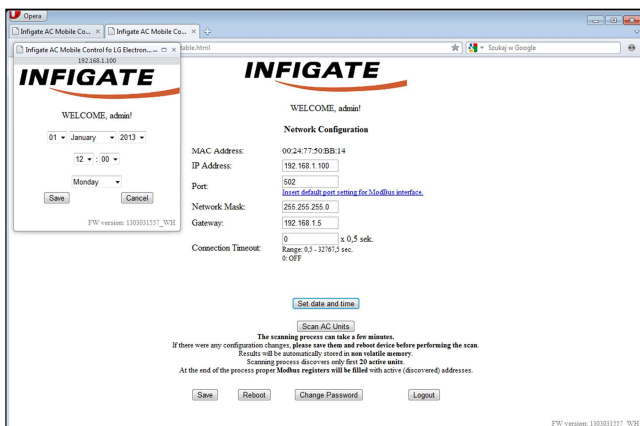 Opera
Infigate AC Mobile Co...
Infigate AC Mobile Co...
Infigate AC Mobile Control fo LG Electron...
192.168.1.100
INFIGATE
WELCOME, admin!
01 January 2013
12 : 00
Monday
Save Cancel
FW version: 1303031557_WH
table.html
Szukaj w Google
INFIGATE
WELCOME, admin!
Network Configuration
MAC Address: 00:24:77:50:BB:14
IP Address: 192.168.1.100
Port: 502
Insert default port setting for ModBus interface.
Network Mask: 255.255.255.0
Gateway: 192.168.1.5
Connection Timeout: 0 x 0,5 sek.
Range: 0,5 - 32767,5 sec.
0: OFF
Set date and time
Scan AC Units
The scanning process can take a few minutes.
If there were any configuration changes, please save them and reboot device before performing the scan.
Results will be automatically stored in non volatile memory.
Scanning process discovers only first 20 active units.
At the end of the process proper Modbus registers will be filled with active (discovered) addresses.
Save Reboot Change Password Logout
FW version: 1303031557_WH